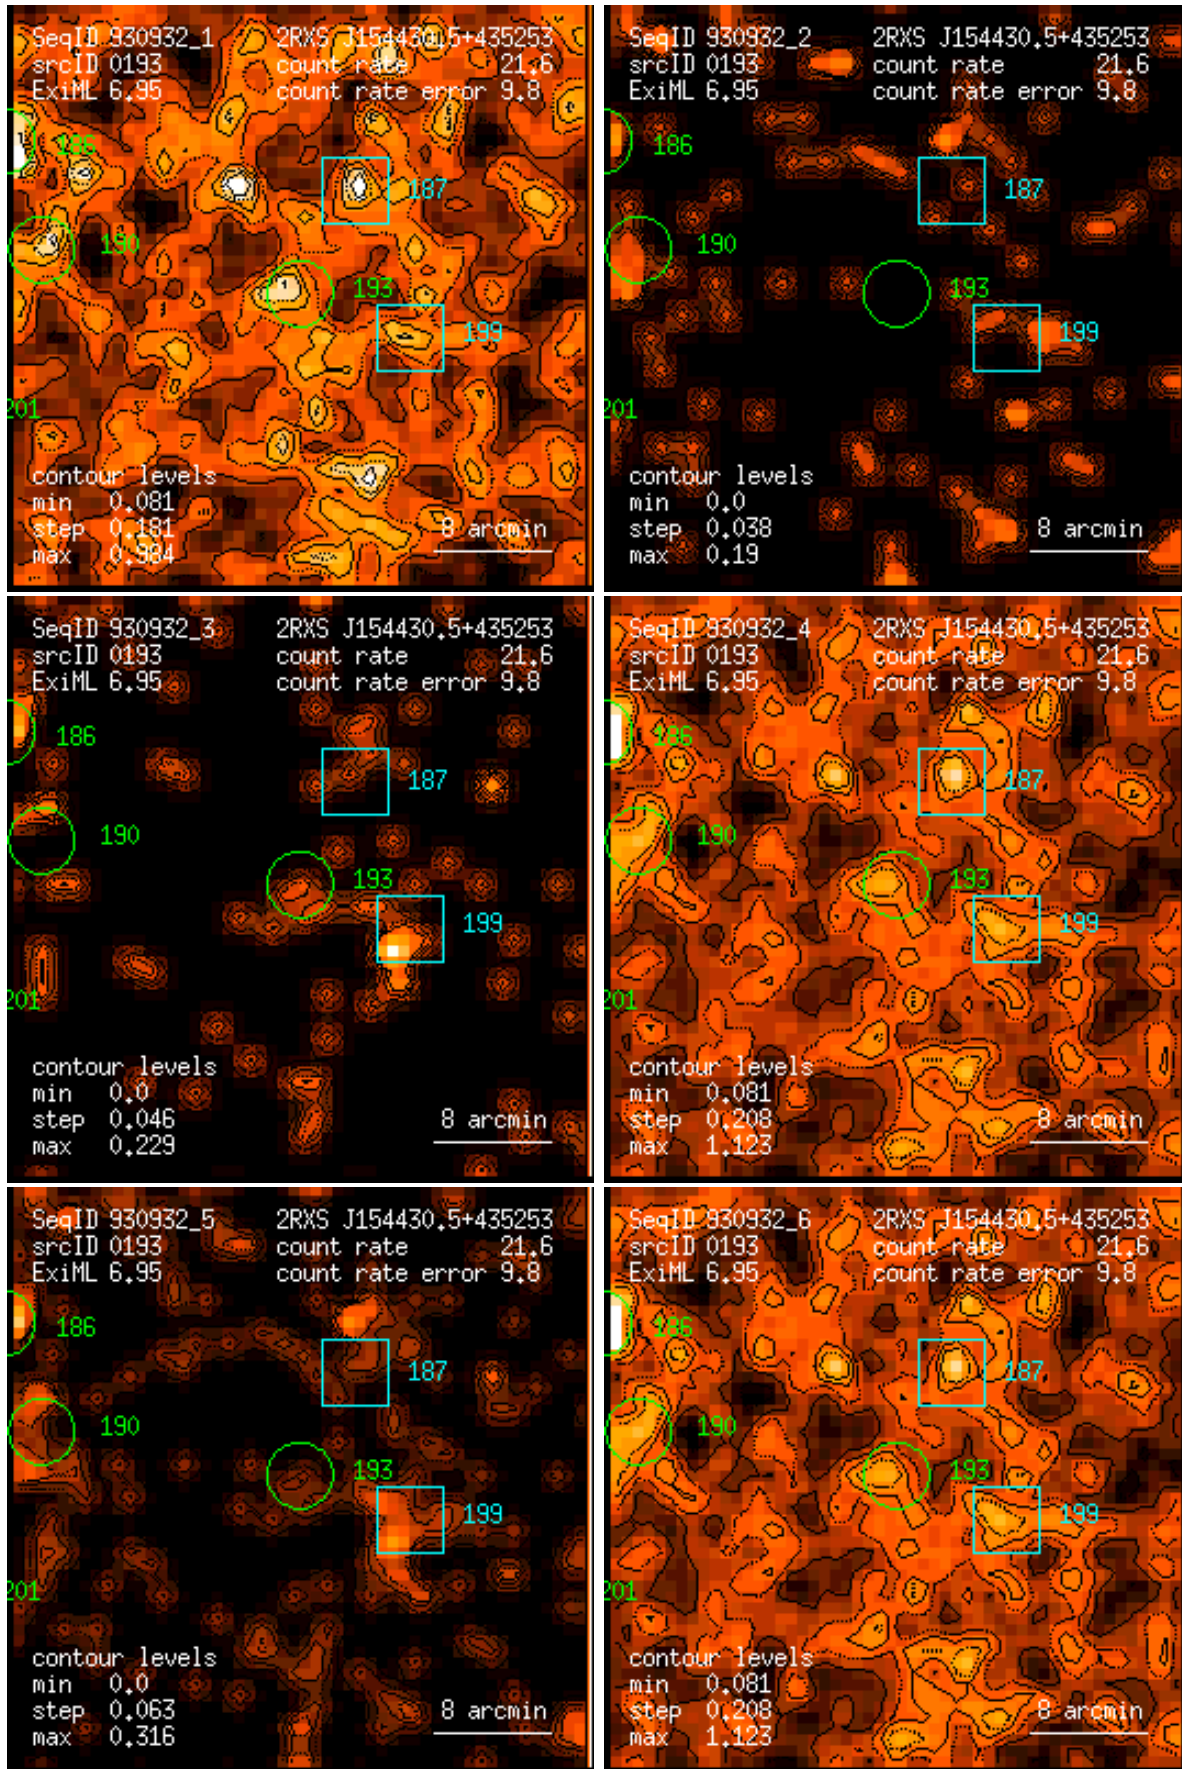 SeqID 930932_1 2RXS J154430.5+435253
srcID 0193 count rate 21.6
ExiML 6.95 count rate error 9.8
186
187
190
193
199
201
contour levels
min 0.081
step 0.181
max 0.984
8 arcmin
SeqID 930932_2 2RXS J154430.5+435253
srcID 0193 count rate 21.6
ExiML 6.95 count rate error 9.8
186
187
190
193
199
201
contour levels
min 0.0
step 0.038
max 0.19
8 arcmin
SeqID 930932_3 2RXS J154430.5+435253
srcID 0193 count rate 21.6
ExiML 6.95 count rate error 9.8
186
187
190
193
199
201
contour levels
min 0.0
step 0.046
max 0.229
8 arcmin
SeqID 930932_4 2RXS J154430.5+435253
srcID 0193 count rate 21.6
ExiML 6.95 count rate error 9.8
186
187
190
193
199
201
contour levels
min 0.081
step 0.208
max 1.123
8 arcmin
SeqID 930932_5 2RXS J154430.5+435253
srcID 0193 count rate 21.6
ExiML 6.95 count rate error 9.8
186
187
190
193
199
201
contour levels
min 0.0
step 0.063
max 0.316
8 arcmin
SeqID 930932_6 2RXS J154430.5+435253
srcID 0193 count rate 21.6
ExiML 6.95 count rate error 9.8
186
187
190
193
199
201
contour levels
min 0.081
step 0.208
max 1.123
8 arcmin